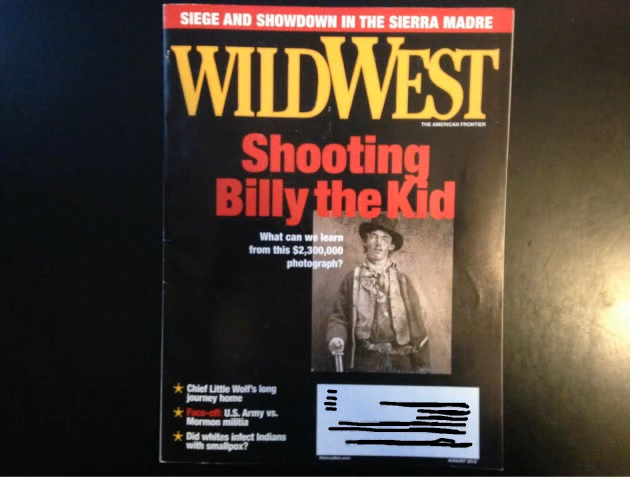 SIEGE AND SHOWDOWN IN THE SIERRA MADRE
WILD WEST
THE AMERICAN FRONTIER
Shooting
Billy the Kid
What can we learn
from this $2,300,000
photograph?
Chief Little Wolf's long
journey home
Face-off: U.S. Army vs.
Mormon militia
Did whites infect Indians
with smallpox?